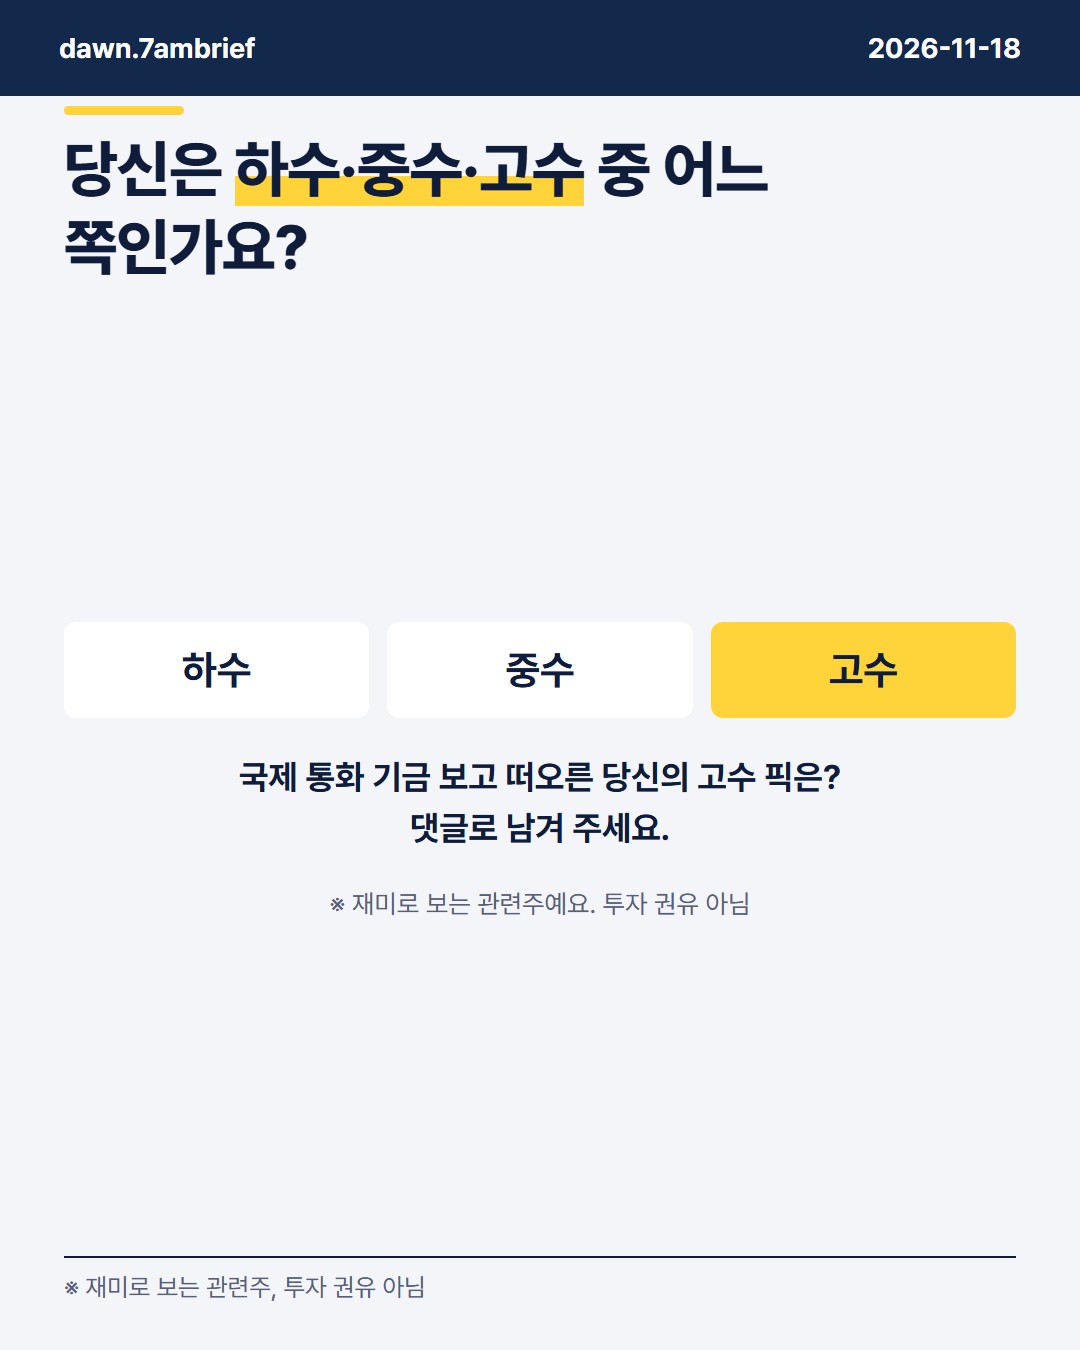 dawn.7ambrief
2026-11-18
당신은 하수·중수·고수 중 어느
쪽인가요?
하수
중수
고수
국제 통화 기금 보고 떠오른 당신의 고수 픽은?
댓글로 남겨 주세요.
※ 재미로 보는 관련주예요. 투자 권유 아님
※ 재미로 보는 관련주, 투자 권유 아님